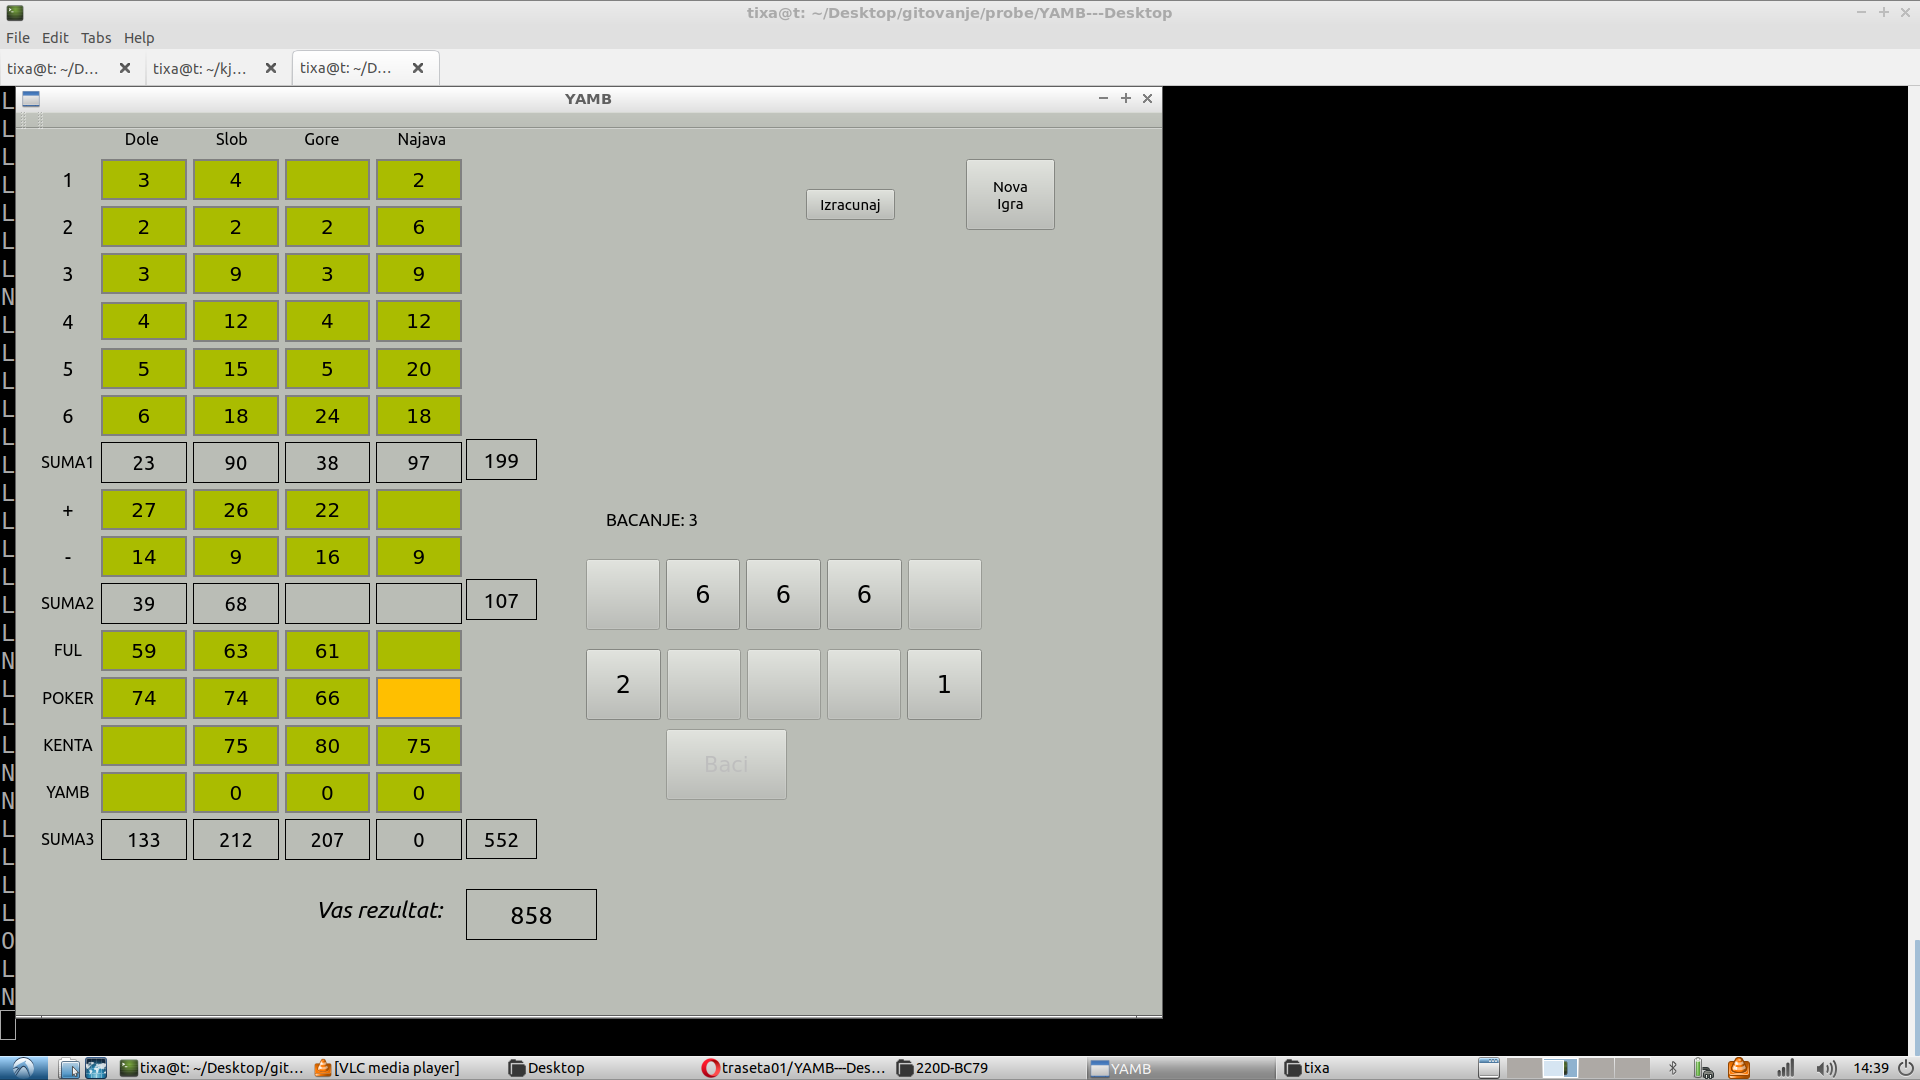 tixa@t: ~/Desktop/gitovanje/probe/YAMB---Desktop
File Edit Tabs Help
tixa@t: ~/D... tixa@t: ~/kj... tixa@t: ~/D...
YAMB
Dole Slob Gore Najava
1 3 4 2
2 2 2 2 6
3 3 9 3 9
4 4 12 4 12
5 5 15 5 20
6 6 18 24 18
SUMA1 23 90 38 97 199
+ 27 26 22
- 14 9 16 9
SUMA2 39 68 107
FUL 59 63 61
POKER 74 74 66
KENTA 75 80 75
YAMB 0 0 0
SUMA3 133 212 207 0 552
Vas rezultat: 858
Izracunaj
Nova
Igra
BACANJE: 3
6 6 6
2 1
Baci
L
L
L
L
L
L
L
N
L
L
L
L
L
L
L
L
L
L
L
L
N
L
L
N
L
N
N
L
L
L
O
L
N
tixa@t: ~/Desktop/git... [VLC media player] Desktop traseta01/YAMB---Des... 220D-BC79 YAMB tixa 14:39